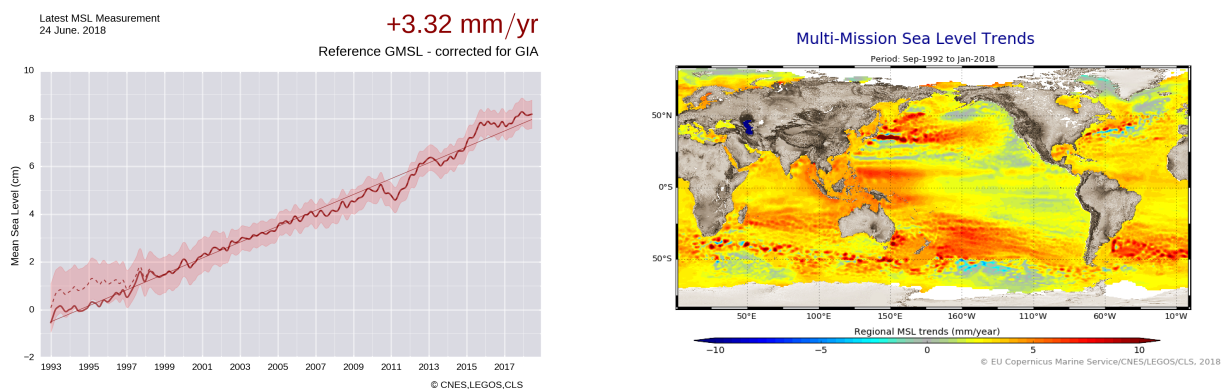 Latest MSL Measurement
24 June. 2018
+3.32 mm/yr
Reference GMSL - corrected for GIA
10
8
6
4
2
0
−2
Mean Sea Level (cm)
1993 1995 1997 1999 2001 2003 2005 2007 2009 2011 2013 2015 2017
© CNES,LEGOS,CLS
Multi-Mission Sea Level Trends
Period: Sep-1992 to Jan-2018
50°N
0°S
50°S
50°E 100°E 150°E 160°W 110°W 60°W 10°W
Regional MSL trends (mm/year)
−10 −5 0 5 10
© EU Copernicus Marine Service/CNES/LEGOS/CLS, 2018